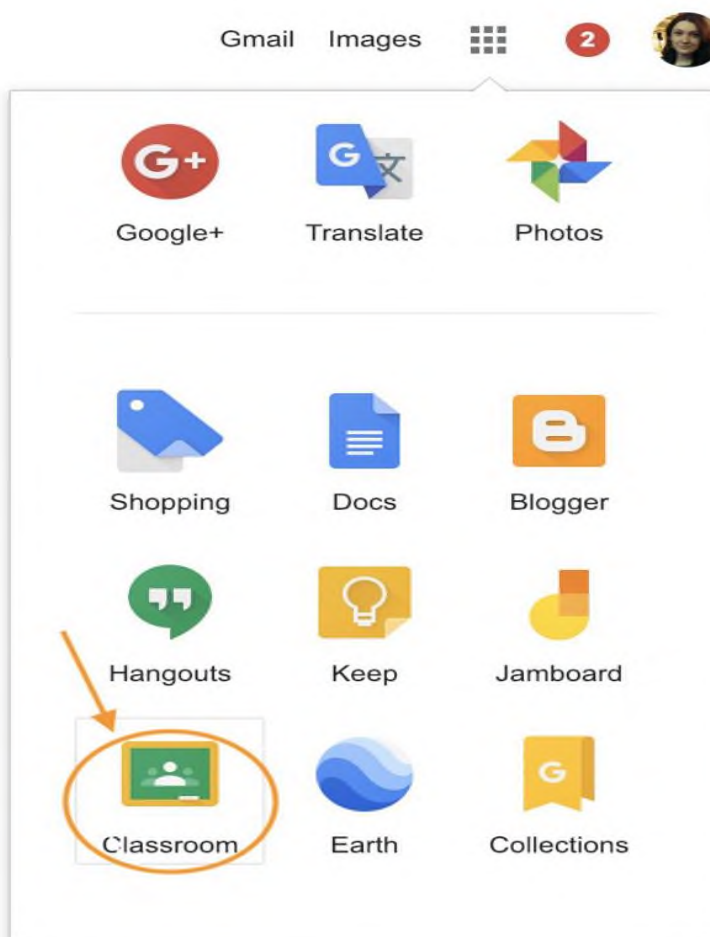 Gmail Images 2
G+
G 文
Google+ Translate Photos
Shopping Docs Blogger
Hangouts Keep Jamboard
G
Classroom Earth Collections